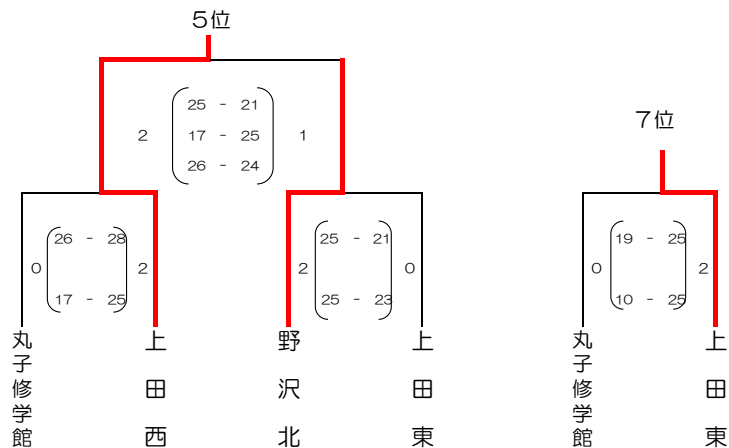 5位
25 - 21
2 17 - 25 1
26 - 24
7位
26 - 28
0 2
17 - 25
25 - 21
2 0
25 - 23
19 - 25
0 2
10 - 25
丸子修学館
上田西
野沢北
上田東
丸子修学館
上田東